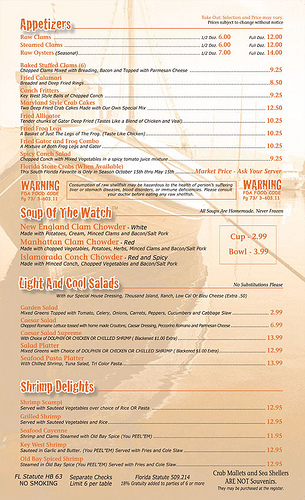 Take Out Selection and Price may vary.
Appetizers
Prices subject to change without notice
Raw Clams 1/2 Doz. 6.00 Full Doz. 12.00
Steamed Clams 1/2 Doz. 6.00 Full Doz. 12.00
Raw Oysters (Seasonal) 1/2 Doz. 7.00 Full Doz. 14.00
Baked Stuffed Clams (6)
Chopped Clams Mixed with Breading, Bacon and Topped with Parmesan Cheese 9.25
Fried Calamari
Breaded and Deep Fried Rings 8.50
Conch Fritters
Key West Style Balls of Chopped Conch 9.25
Maryland Style Crab Cakes
Two Deep Fried Crab Cakes Made with Our Own Special Mix 12.50
Fried Alligator
Tender chunks of Gator Deep Fried (Tastes Like a Blend of Chicken and Veal) 10.25
Fried Frog Legs
A Basket of Just The Legs of The Frog. (Taste Like Chicken) 10.25
Fried Gator and Frog Combo
A Mixture of Both Frog Legs and Gator 10.25
Spicy Conch Salad
Chopped Conch with Mixed Vegetables in a spicy tomato juice mixture 9.25
Florida Stone Crabs (When Available)
This South Florida Favorite is Only in Season October 15th thru May 15th Market Price - Ask Your Server
WARNING
FDA FOOD CODE
Pg 73/ 3-603.11
Consumption of raw shellfish may be hazardous to the health of person's suffering
liver or stomach diseases, blood disorders, or immune deficiencies. Please consult
your doctor before eating any raw shellfish.
WARNING
FDA FOOD CODE
Pg 73/ 3-603.11
Soup Of The Watch
All Soups Are Homemade, Never Frozen
New England Clam Chowder - White
Made with Potatoes, Cream, Minced Clams and Bacon/Salt Pork
Manhattan Clam Chowder - Red
Made with chopped Vegetables, Potatoes, Herbs, Minced Clams and Bacon/Salt Pork
Islamorada Conch Chowder - Red and Spicy
Made with Minced Conch, Chopped Vegetables and Bacon/Salt Pork
Cup - 2.99
Bowl - 3.99
Light And Cool Salads
No Substitutions Please
With our Special House Dressing, Thousand Island, Ranch, Low Cal Or Bleu Cheese (Extra .50)
Garden Salad
Mixed Greens Topped with Tomato, Celery, Onions, Carrots, Peppers, Cucumbers and Cabbage Slaw 2.99
Caesar Salad
Chopped Romaine Lettuce tossed with home made Croutons, Caesar Dressing, Peccorino Romano and Parmesan Cheese 6.99
Caesar Salad Supreme
With Choice of DOLPHIN OR CHICKEN OR CHILLED SHRIMP ( Blackened $1.00 Extra) 13.99
Salad Platter
Mixed Greens with Choice of DOLPHIN OR CHICKEN OR CHILLED SHRIMP ( Blackened $1.00 Extra) 12.99
Seafood Pasta Platter
With Chilled Shrimp, Tune Salad, Tri Color Pasta 13.99
Shrimp Delights
Shrimp Scampi
Served with Sauteed Vegetables over choice of Rice OR Pasta 12.95
Grilled Shrimp
Served with Sauteed Vegetables and Rice 12.95
Seafood Cayenne
Shrimp and Clams Steamed with Old Bay Spice (You PEEL"EM) 11.95
Key West Shrimp
Sauteed in Garlic and Butter. (You PEEL"EM) Served with Fries and Cole Slaw 12.95
Old Bay Spiced Shrimp
Steamed in Old Bay Spice (You PEEL"EM) Served with Fries and Cole Slaw 12.95
FL Statute HB 63
NO SMOKING
Separate Checks
Limit 6 per table
Florida Statute 509.214
18% Gratuity added to parties of 6 or more
Crab Mallets and Sea Shellers
ARE NOT Souvenirs.
They may be purchased at the register.